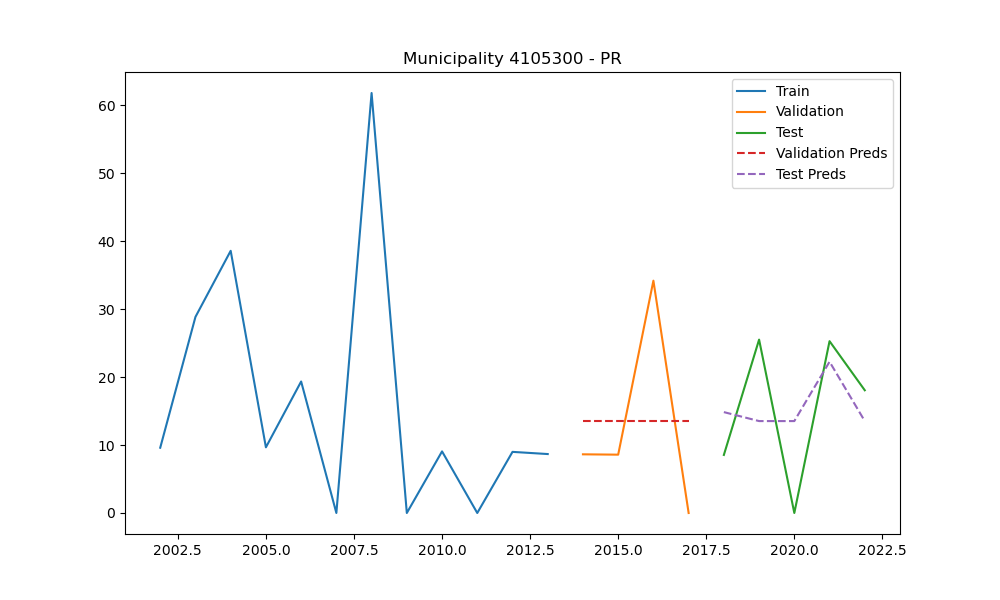 Municipality 4105300 - PR
Train
Validation
Test
Validation Preds
Test Preds
60
50
40
30
20
10
0
2002.5 2005.0 2007.5 2010.0 2012.5 2015.0 2017.5 2020.0 2022.5